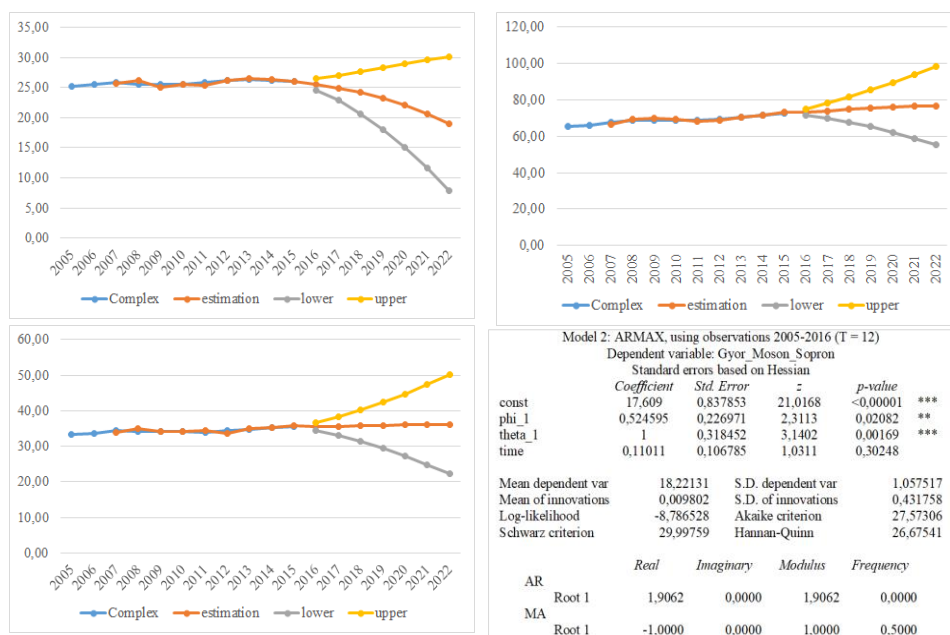 35,00
30,00
25,00
20,00
15,00
10,00
5,00
0,00
2005 2006 2007 2008 2009 2010 2011 2012 2013 2014 2015 2016 2017 2018 2019 2020 2021 2022
Complex estimation lower upper
120,00
100,00
80,00
60,00
40,00
20,00
0,00
2005 2006 2007 2008 2009 2010 2011 2012 2013 2014 2015 2016 2017 2018 2019 2020 2021 2022
Complex estimation lower upper
60,00
50,00
40,00
30,00
20,00
10,00
0,00
2005 2006 2007 2008 2009 2010 2011 2012 2013 2014 2015 2016 2017 2018 2019 2020 2021 2022
Complex estimation lower upper
Model 2: ARMAX, using observations 2005-2016 (T = 12)
Dependent variable: Gyor_Moson_Sopron
Standard errors based on Hessian
Coefficient Std. Error z p-value
const 17,609 0,837853 21,0168 <0,00001 ***
phi_1 0,524595 0,226971 2,3113 0,02082 **
theta_1 1 0,318452 3,1402 0,00169 ***
time 0,11011 0,106785 1,0311 0,30248
Mean dependent var 18,22131 S.D. dependent var 1,057517
Mean of innovations 0,009802 S.D. of innovations 0,431758
Log-likelihood -8,786528 Akaike criterion 27,57306
Schwarz criterion 29,99759 Hannan-Quinn 26,67541
Real Imaginary Modulus Frequency
AR
Root 1 1,9062 0,0000 1,9062 0,0000
MA
Root 1 -1,0000 0,0000 1,0000 0,5000